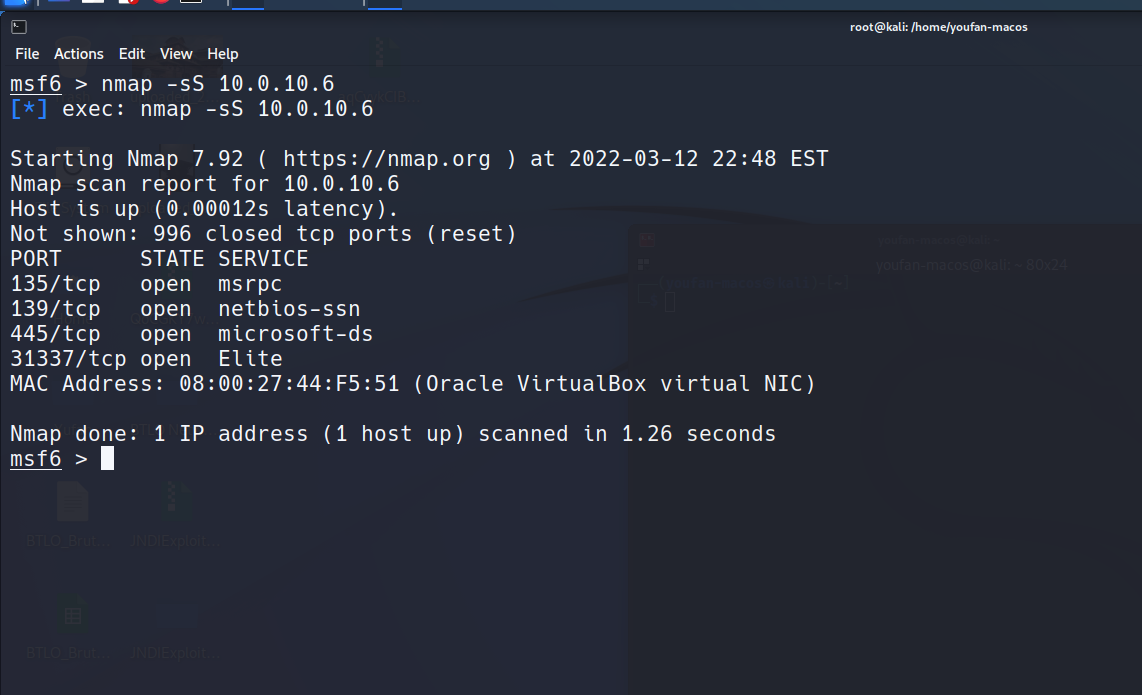 root@kali: /home/youfan-macos
File Actions Edit View Help
msf6 > nmap -sS 10.0.10.6
[*] exec: nmap -sS 10.0.10.6
Starting Nmap 7.92 ( https://nmap.org ) at 2022-03-12 22:48 EST
Nmap scan report for 10.0.10.6
Host is up (0.00012s latency).
Not shown: 996 closed tcp ports (reset)
PORT STATE SERVICE
135/tcp open msrpc
139/tcp open netbios-ssn
445/tcp open microsoft-ds
31337/tcp open Elite
MAC Address: 08:00:27:44:F5:51 (Oracle VirtualBox virtual NIC)
Nmap done: 1 IP address (1 host up) scanned in 1.26 seconds
msf6 >
youfan-macos@kali: ~
youfan-macos@kali: ~ 80x24
BTLO_Brut... JNDIExploit...
BTLO_Brut... JNDIExploit...